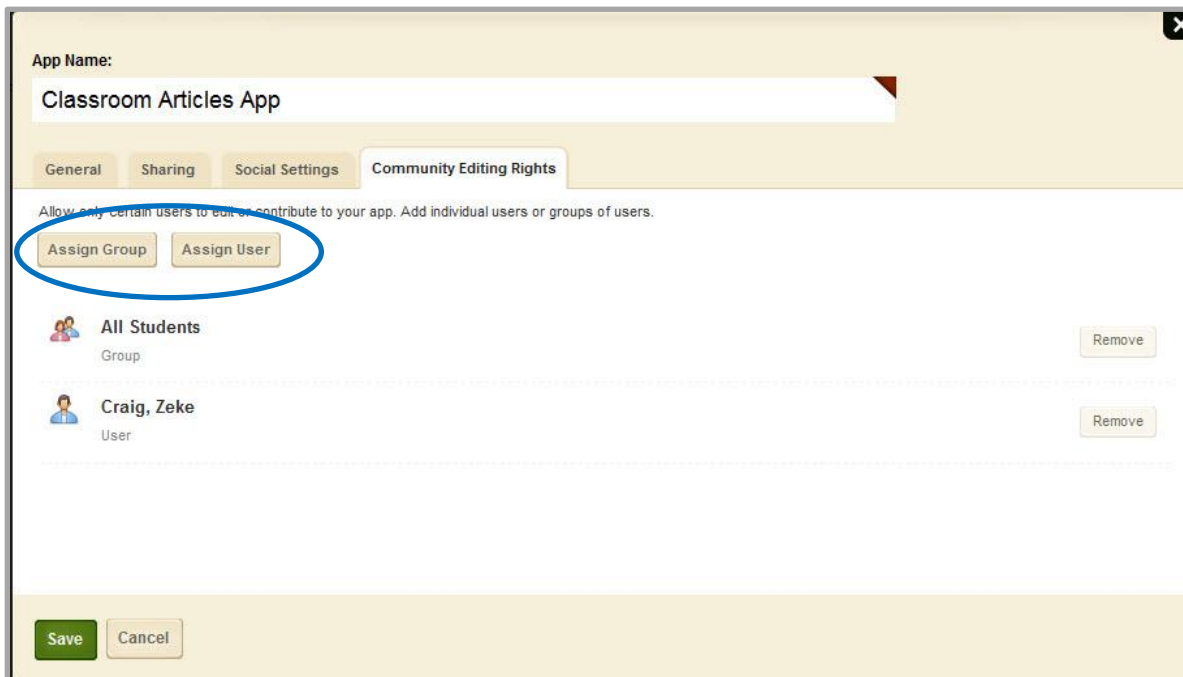 App Name:
Classroom Articles App
General Sharing Social Settings Community Editing Rights
Allow only certain users to edit or contribute to your app. Add individual users or groups of users.
Assign Group Assign User
All Students
Group
Remove
Craig, Zeke
User
Remove
Save Cancel